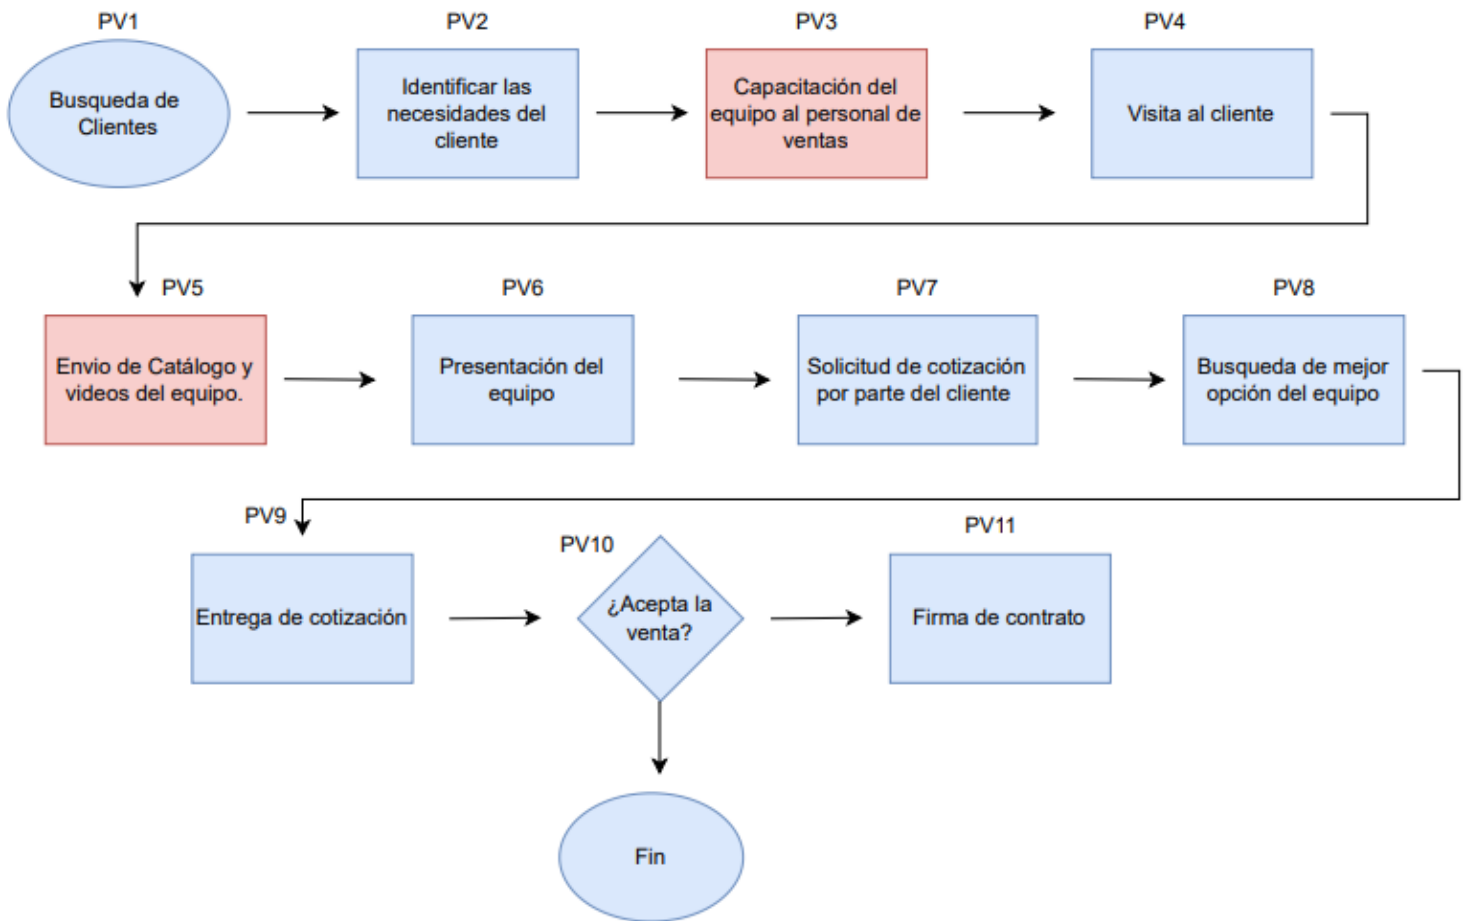 PV1
PV2
PV3
PV4
Busqueda de
Clientes
Identificar las
necesidades del
cliente
Capacitación del
equipo al personal de
ventas
Visita al cliente
PV5
PV6
PV7
PV8
Envio de Catálogo y
videos del equipo.
Presentación del
equipo
Solicitud de cotización
por parte del cliente
Busqueda de mejor
opción del equipo
PV9
PV10
PV11
Entrega de cotización
¿Acepta la
venta?
Firma de contrato
Fin